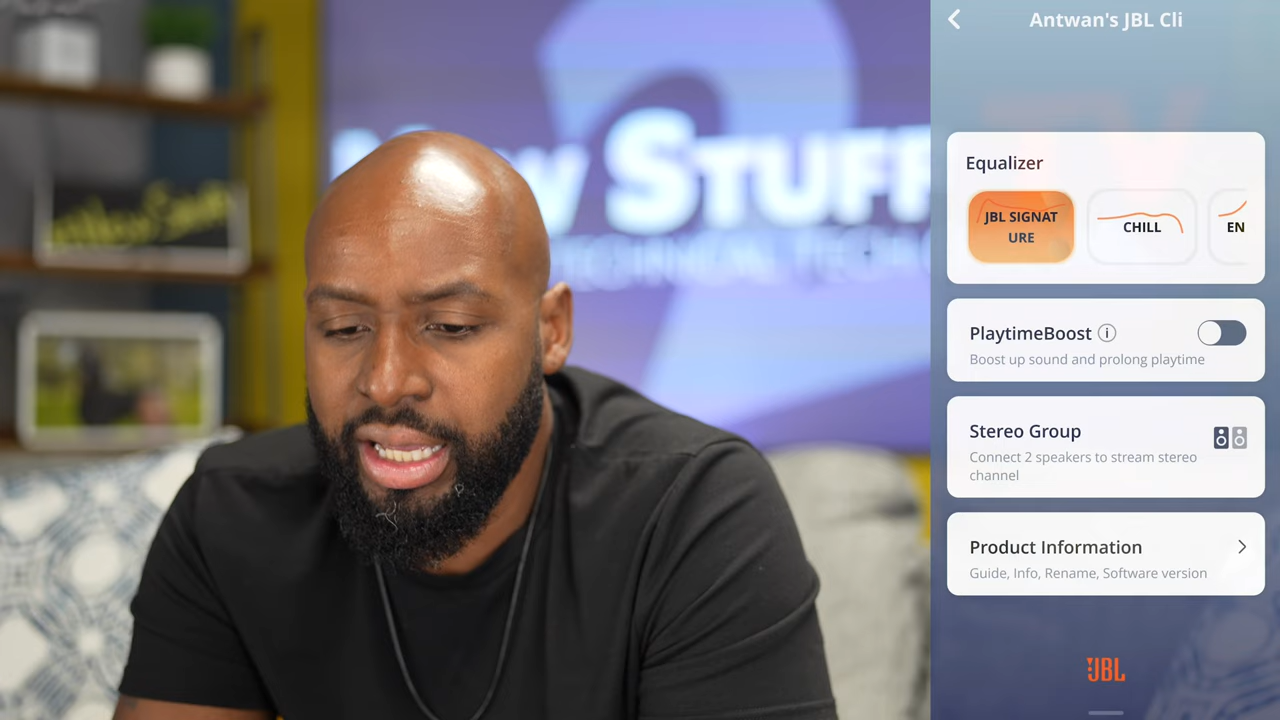 STUFF
Antwan's JBL Cli
Equalizer
JBL SIGNAT
URE
CHILL
EN
PlaytimeBoost
Boost up sound and prolong playtime
Stereo Group
Connect 2 speakers to stream stereo
channel
Product Information
Guide, Info, Rename, Software version
JBL